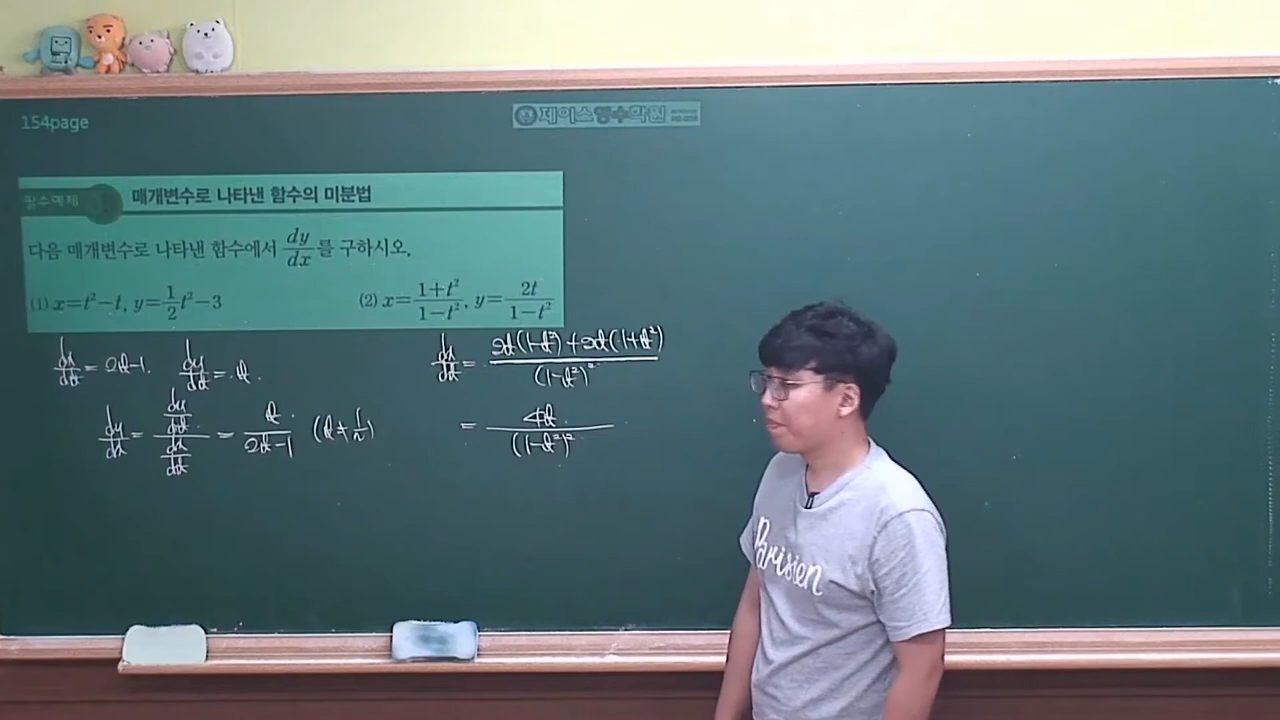 154page
제이스영수학원
필수예제
매개변수로 나타낸 함수의 미분법
다음 매개변수로 나타낸 함수에서 dy/dx 를 구하시오.
(1) x=t²-t, y=1/2t²-3
(2) x=(1+t²)/(1-t²), y=2t/(1-t²)
dx/dt = 2t-1. dy/dt = t.
dy/dx = (dy/dt)/(dx/dt) = t/(2t-1) (t≠1/2)
dx/dt = (2t(1-t²)+2t(1+t²))/(1-t²)²
= 4t/(1-t²)²
Parisien